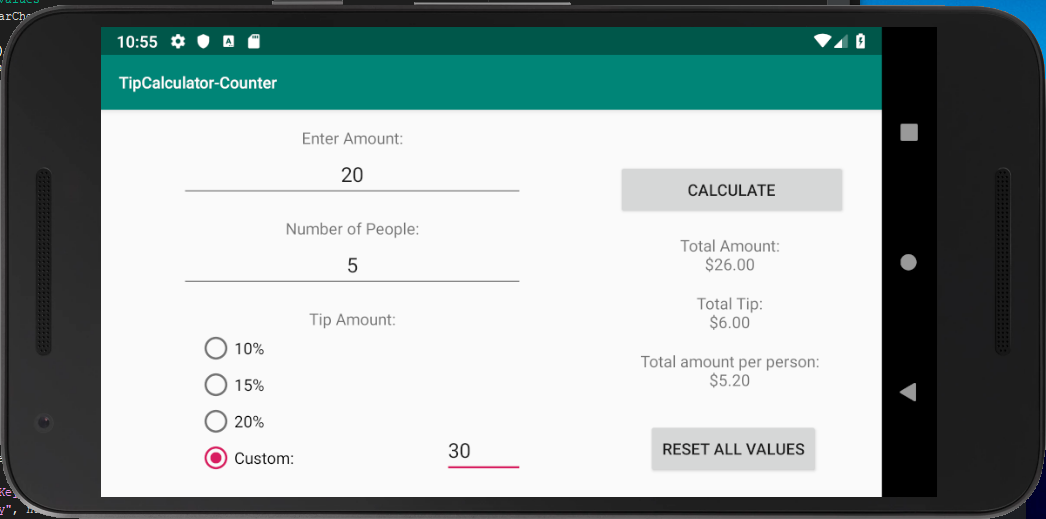 10:55
TipCalculator-Counter
Enter Amount:
20
Number of People:
5
Tip Amount:
10%
15%
20%
Custom:
30
CALCULATE
Total Amount:
$26.00
Total Tip:
$6.00
Total amount per person:
$5.20
RESET ALL VALUES